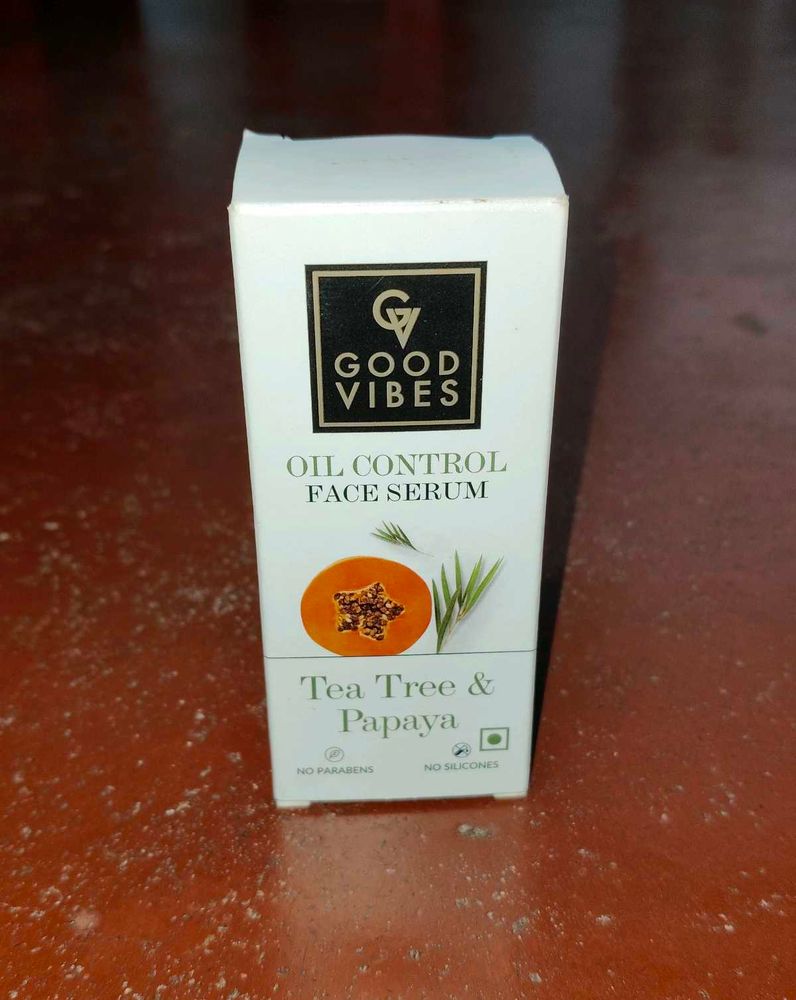 GV
GOOD
VIBES
OIL CONTROL
FACE SERUM
Tea Tree &
Papaya
NO PARABENS
NO SILICONES